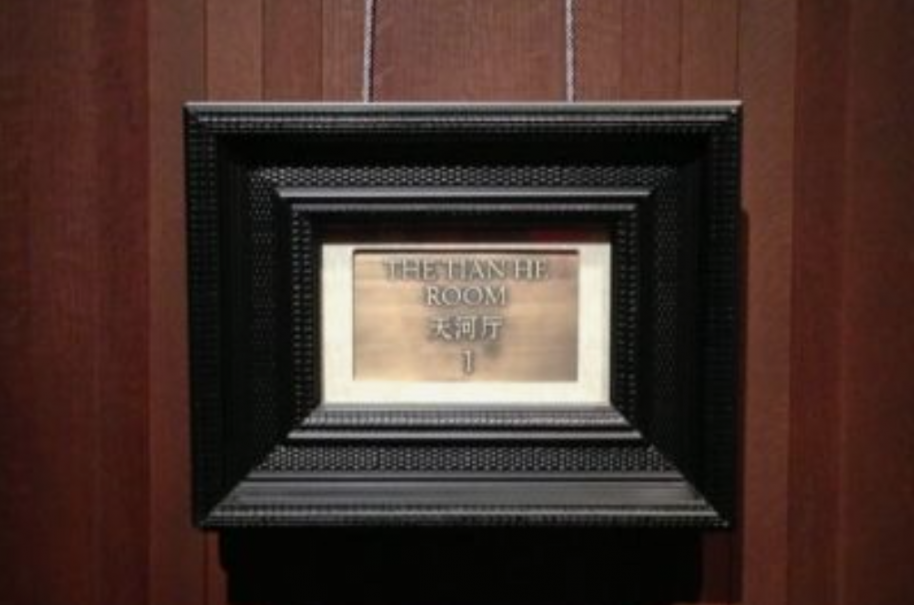 THE TIAN HE
ROOM
天河厅
1